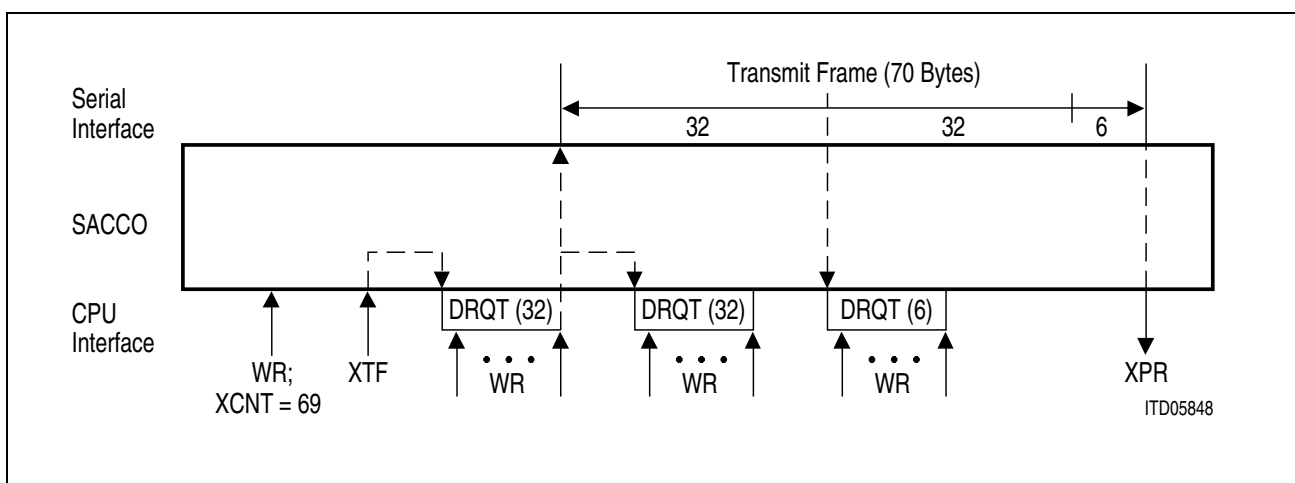 Transmit Frame (70 Bytes)
Serial
Interface
32 32 6
SACCO
CPU
Interface
DRQT (32) DRQT (32) DRQT (6)
WR; XTF WR WR WR XPR
XCNT = 69
ITD05848